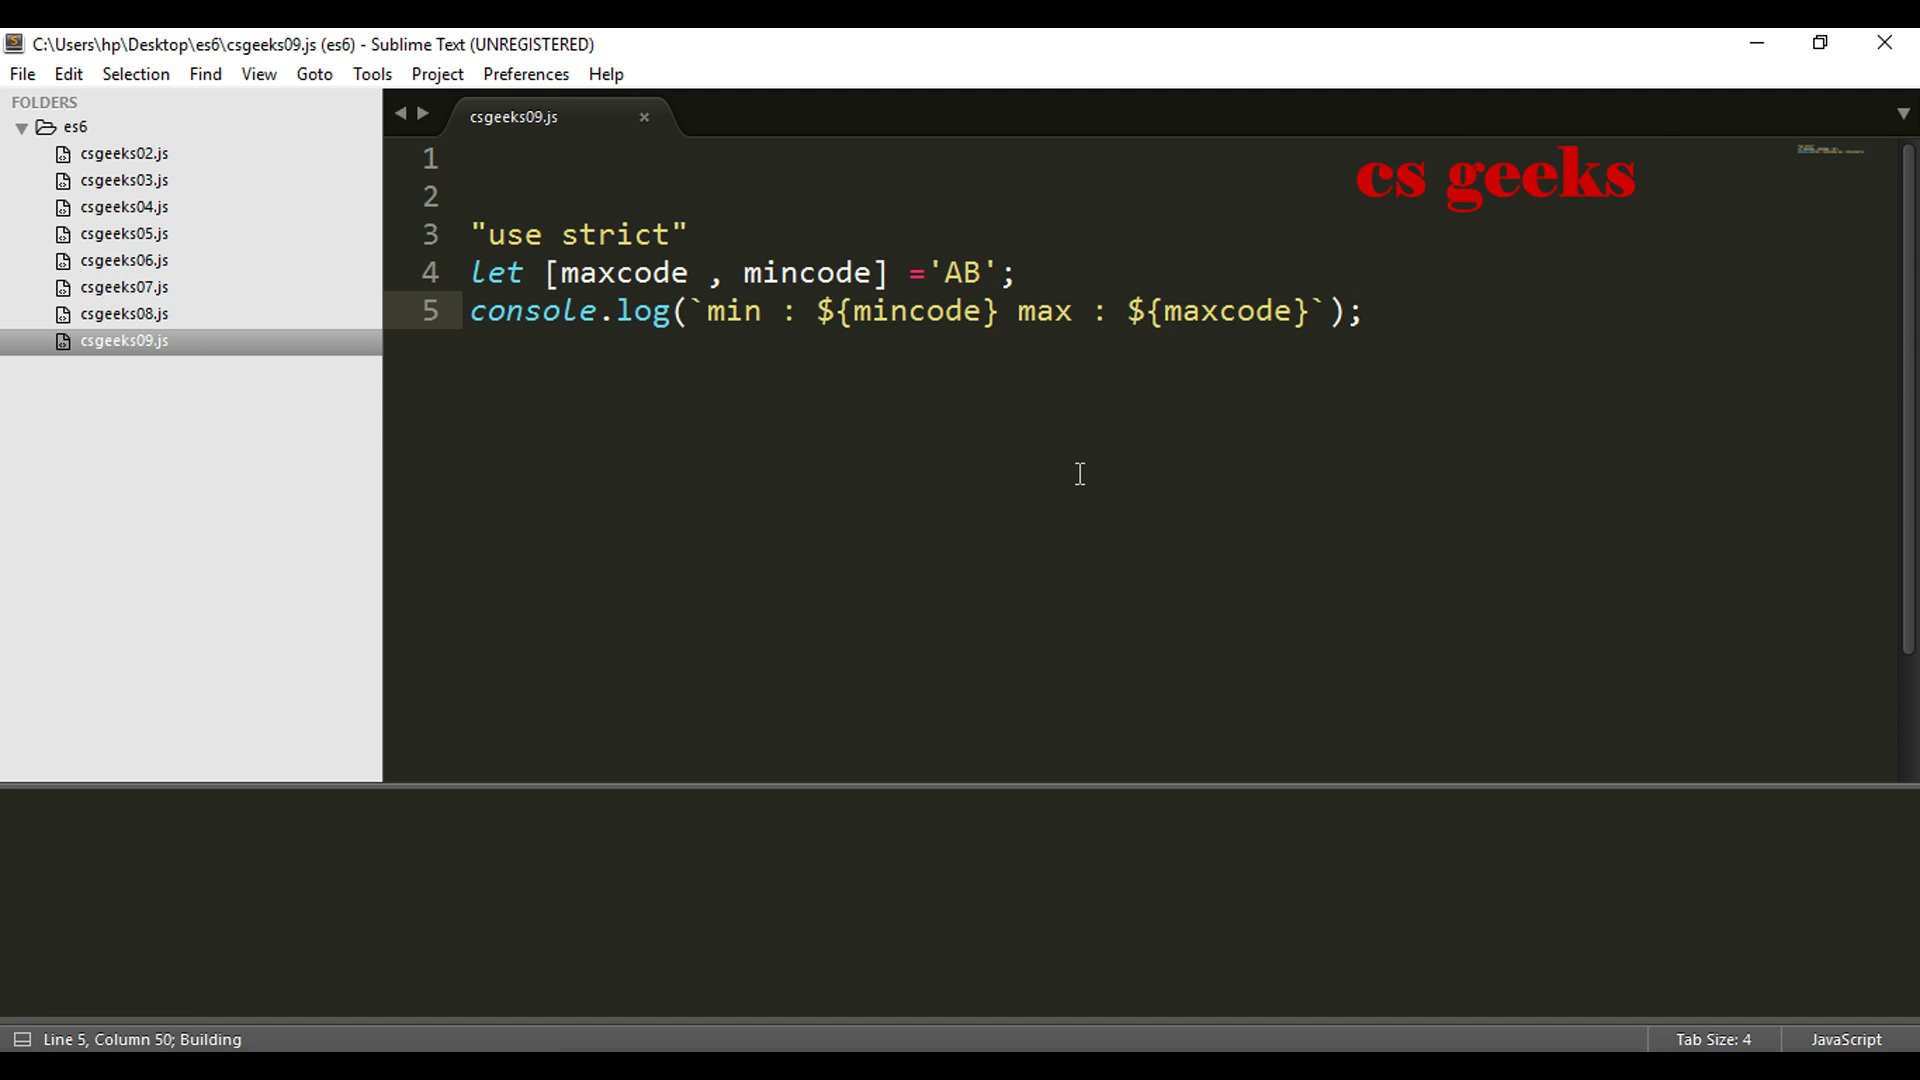 C:\Users\hp\Desktop\es6\csgeeks09.js (es6) - Sublime Text (UNREGISTERED)
File Edit Selection Find View Goto Tools Project Preferences Help
FOLDERS
es6
csgeeks02.js
csgeeks03.js
csgeeks04.js
csgeeks05.js
csgeeks06.js
csgeeks07.js
csgeeks08.js
csgeeks09.js
csgeeks09.js
cs geeks
1
2
3 "use strict"
4 let [maxcode , mincode] ='AB';
5 console.log(`min : ${mincode} max : ${maxcode}`);
Line 5, Column 50; Building
Tab Size: 4
JavaScript